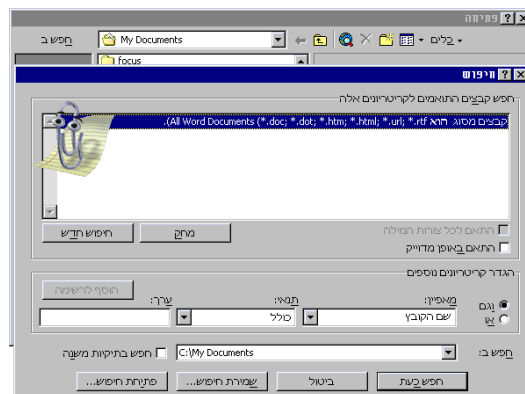 פתיחה
חפש ב My Documents כלים
focus
חיפוש
חפש קבצים התואמים לקריטריונים אלה
קבצים מסוג הוא All Word Documents (*.doc; *.dot; *.htm; *.html; *.url; *.rtf).
התאם לכל צורות המילה
מחק חיפוש חדש
התאם באופן מדוייק
הגדר קריטריונים נוספים
הוסף לרשימה
וגם מאפיין: תנאי: ערך:
או שם הקובץ כולל
חפש ב: C:\My Documents חפש בתיקיות משנה
חפש כעת ביטול שמירת חיפוש... פתיחת חיפוש...